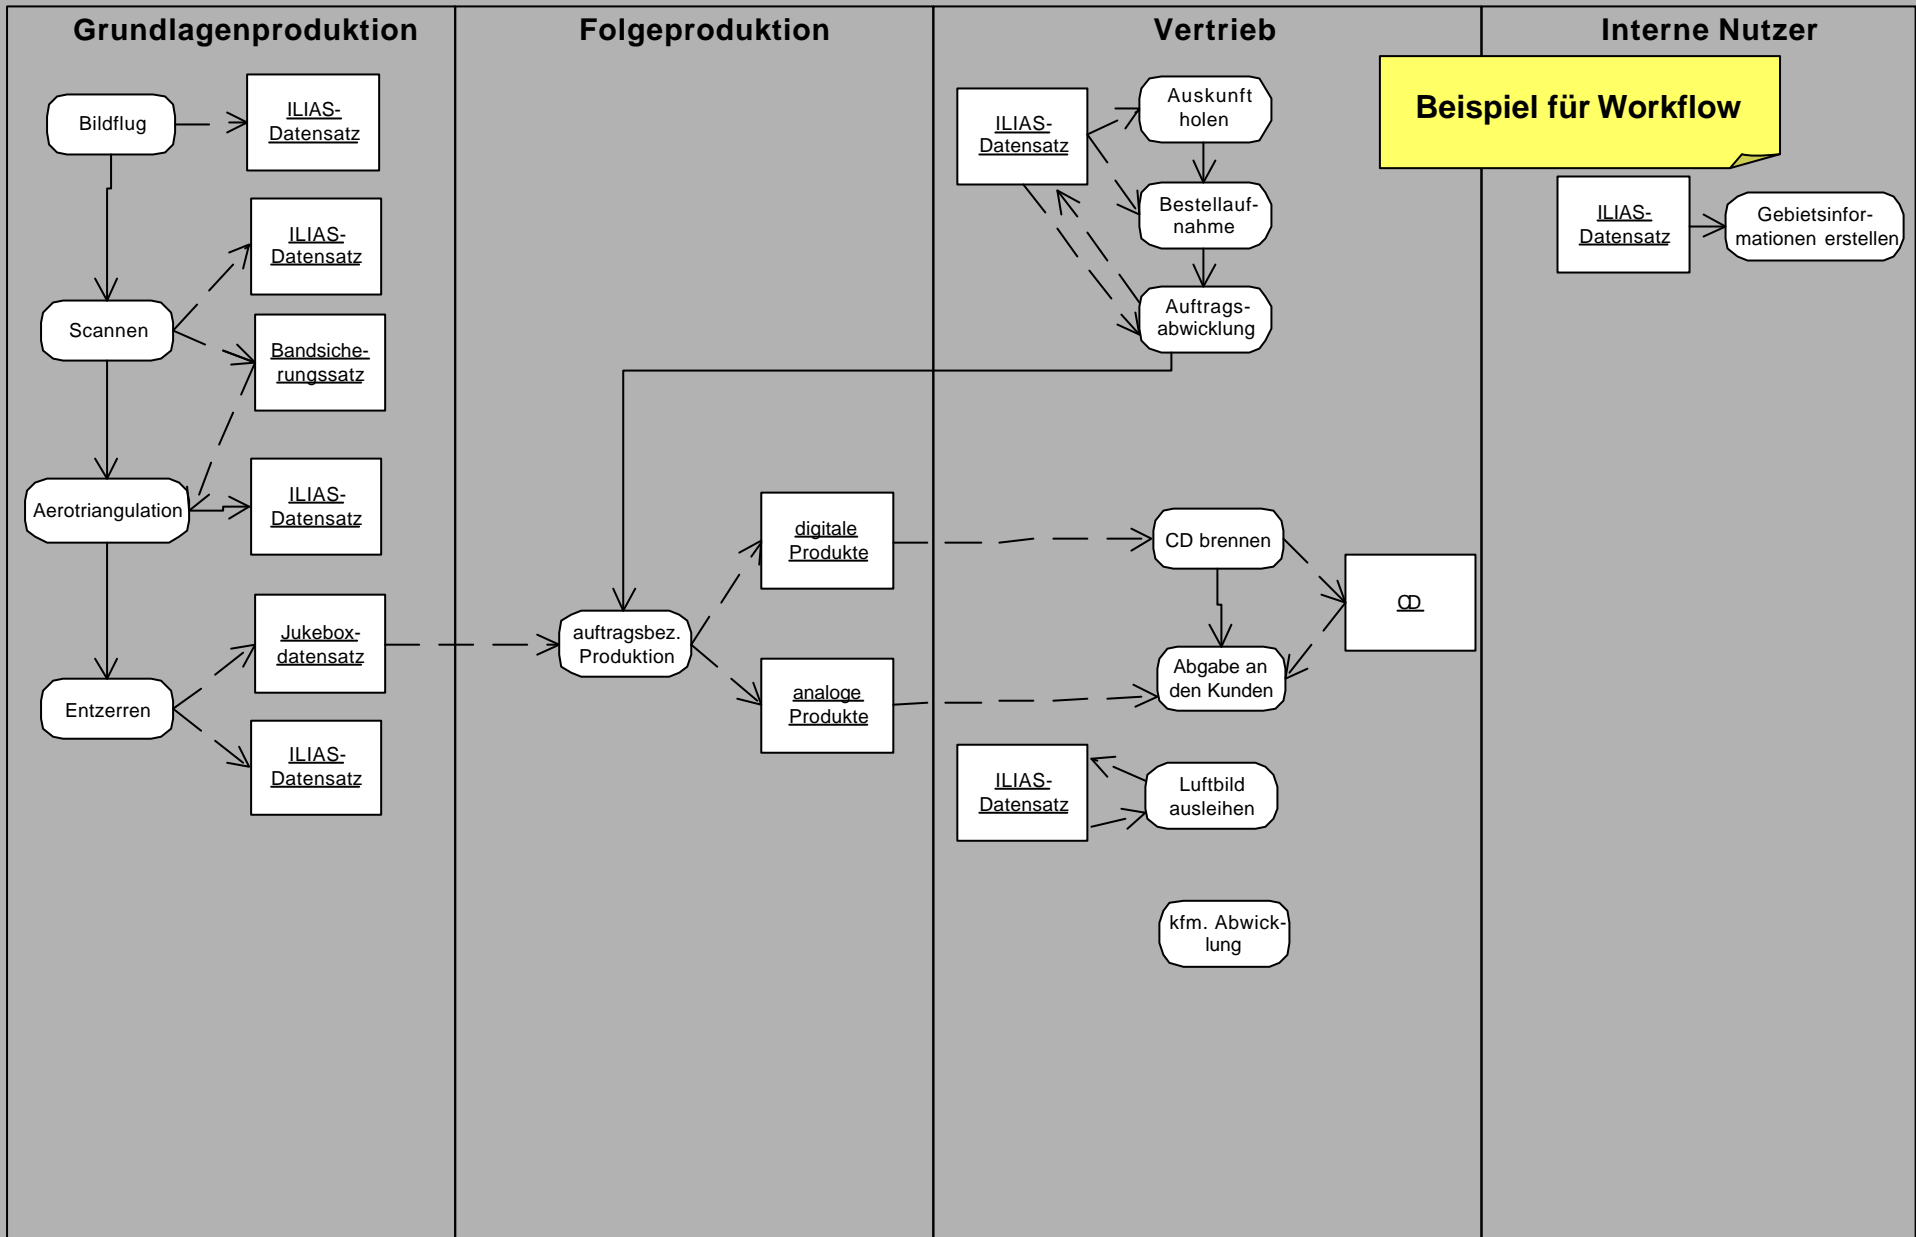 Grundlagenproduktion
Folgeproduktion
Vertrieb
Interne Nutzer
Beispiel für Workflow
Bildflug
ILIAS-
Datensatz
ILIAS-
Datensatz
Scannen
Bandsiche-
rungssatz
Aerotriangulation
ILIAS-
Datensatz
Jukebox-
datensatz
Entzerren
ILIAS-
Datensatz
auftragsbez.
Produktion
digitale
Produkte
analoge
Produkte
ILIAS-
Datensatz
Auskunft
holen
Bestellauf-
nahme
Auftrags-
abwicklung
CD brennen
CD
Abgabe an
den Kunden
ILIAS-
Datensatz
Luftbild
ausleihen
kfm. Abwick-
lung
ILIAS-
Datensatz
Gebietsinfor-
mationen erstellen